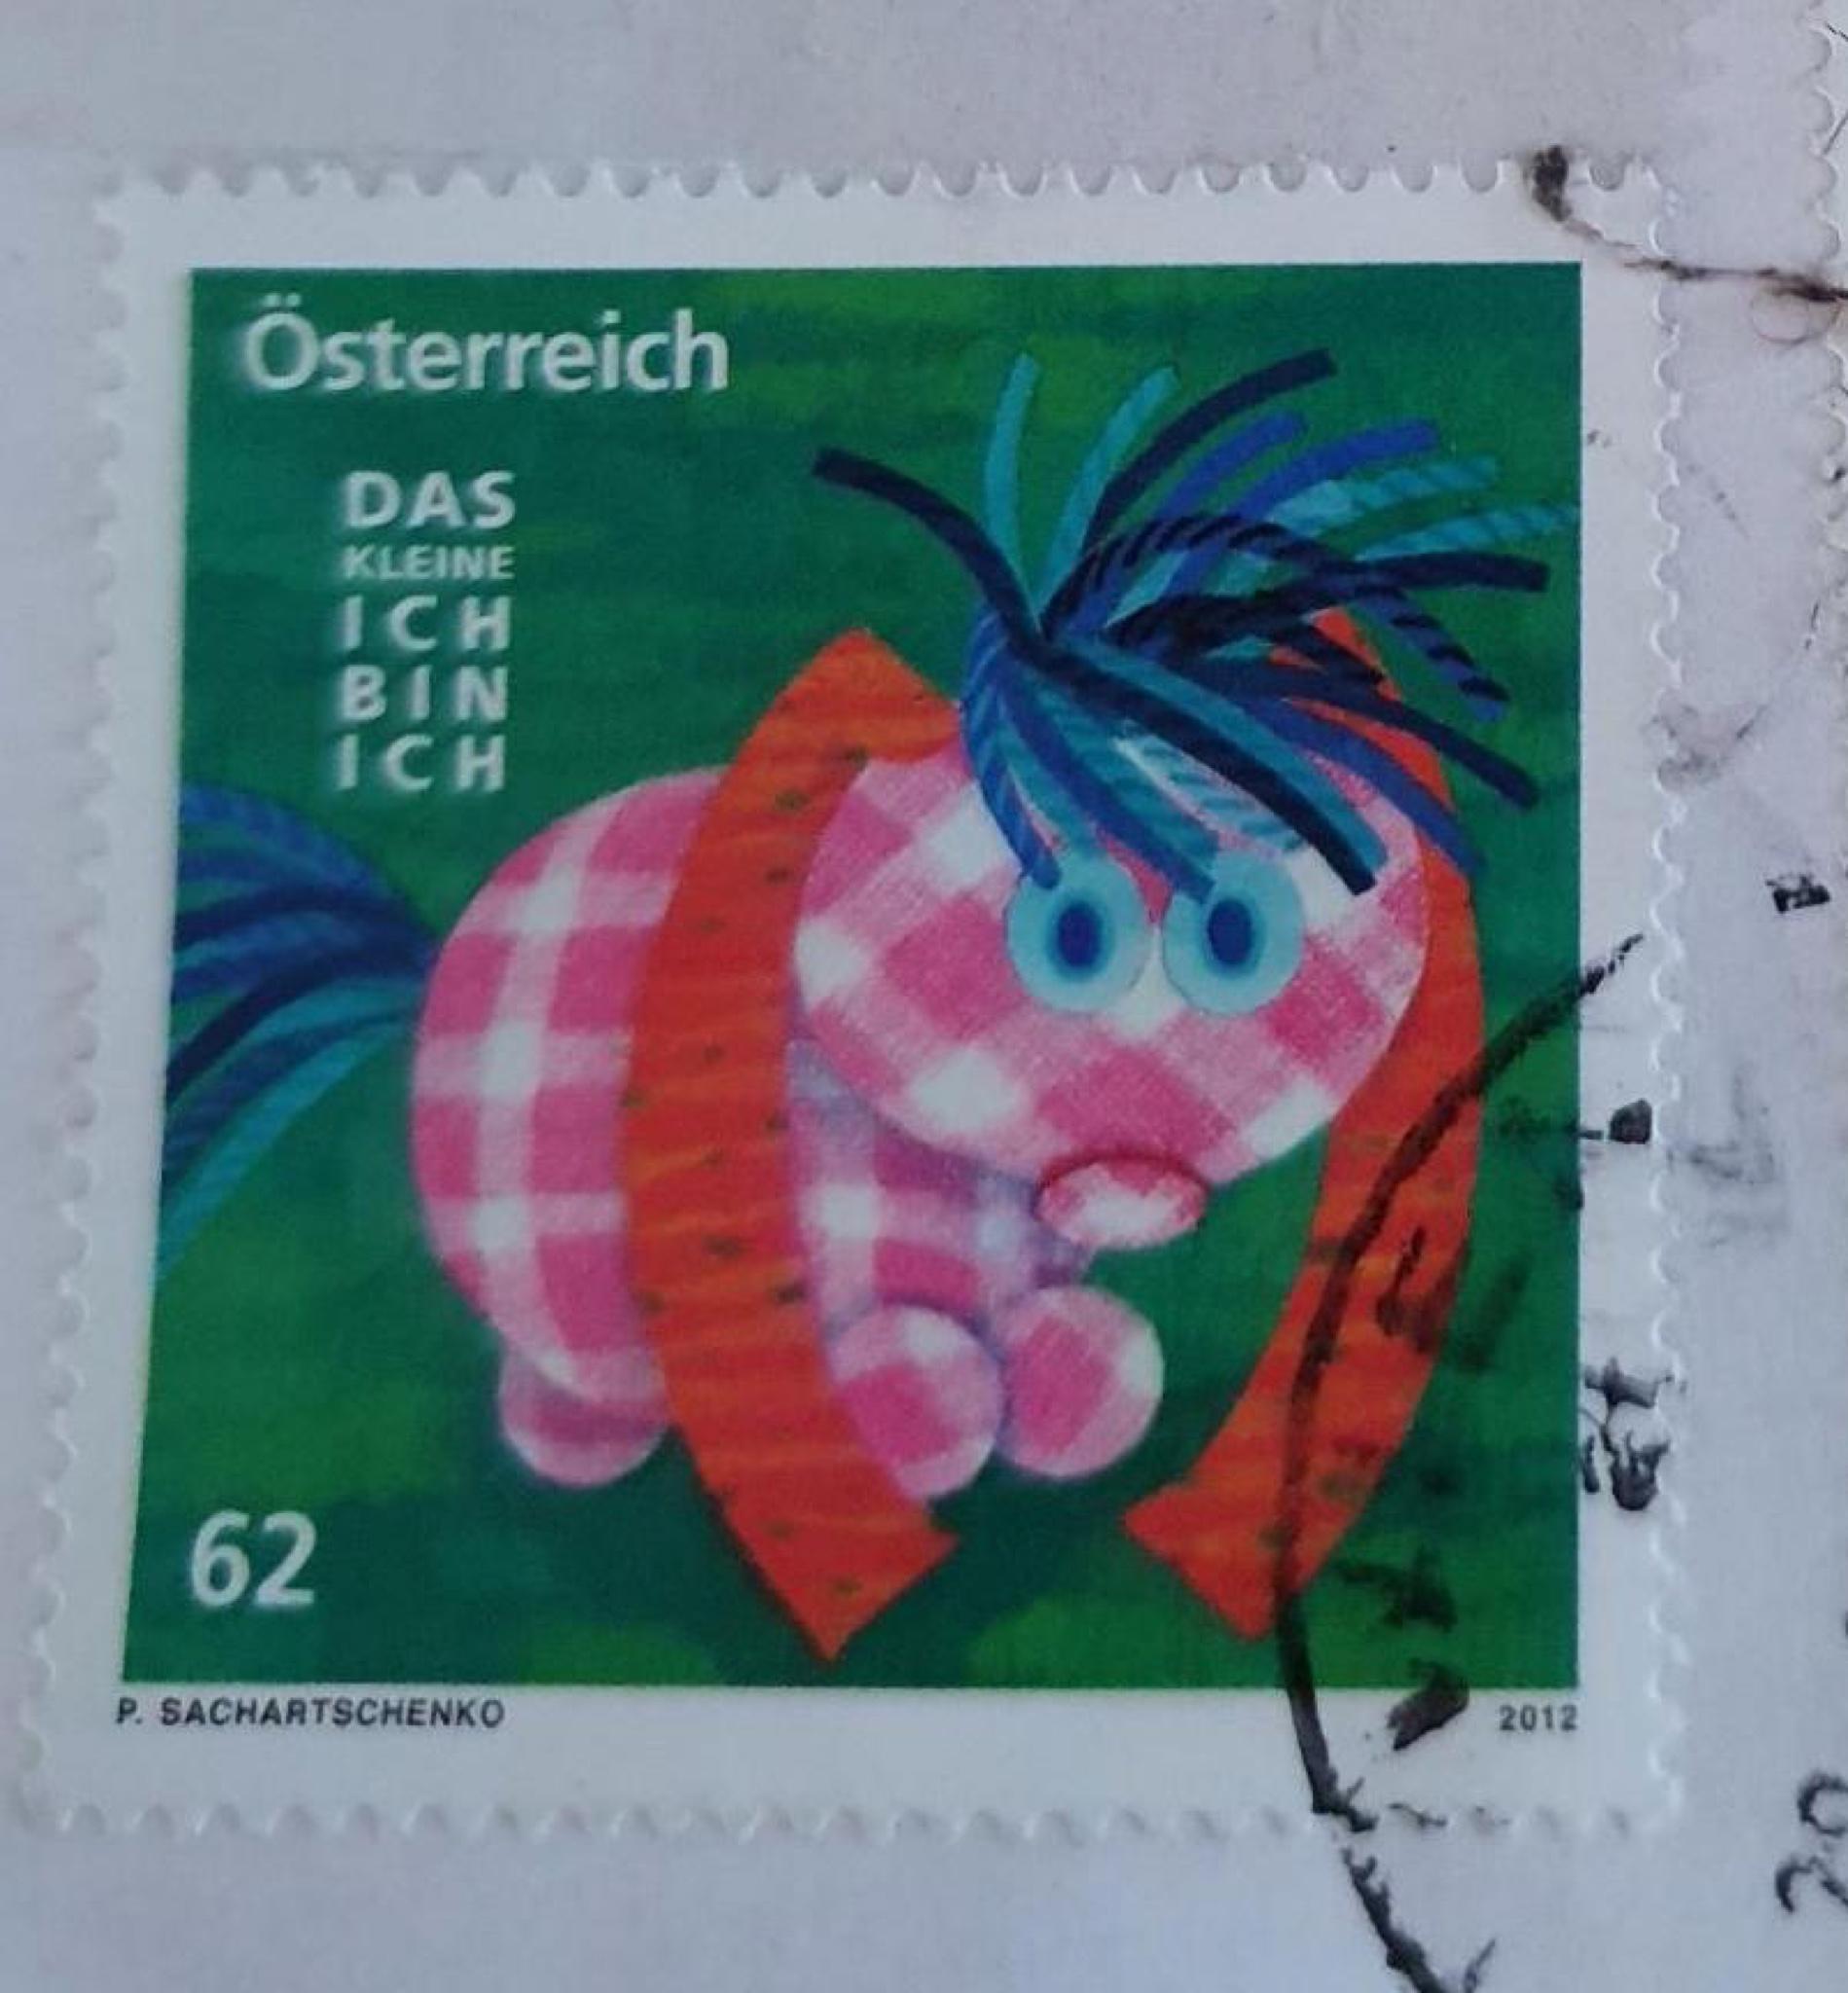 Österreich
DAS
KLEINE
ICH
BIN
ICH
62
P. SACHARTSCHENKO
2012